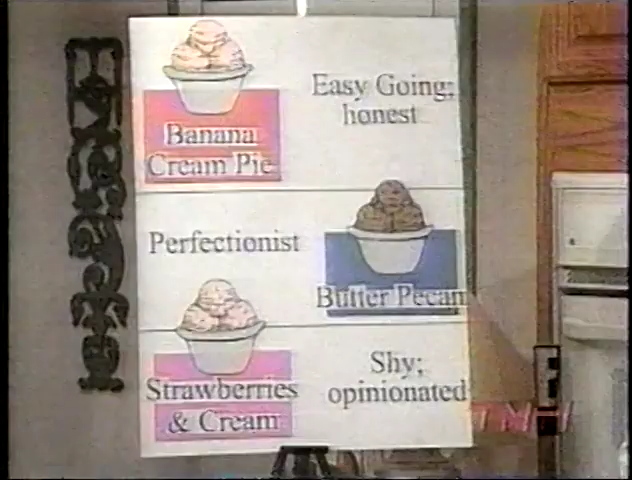 Easy Going;
honest
Banana
Cream Pie
Perfectionist
Butter Pecan
Strawberries
& Cream
Shy;
opinionated